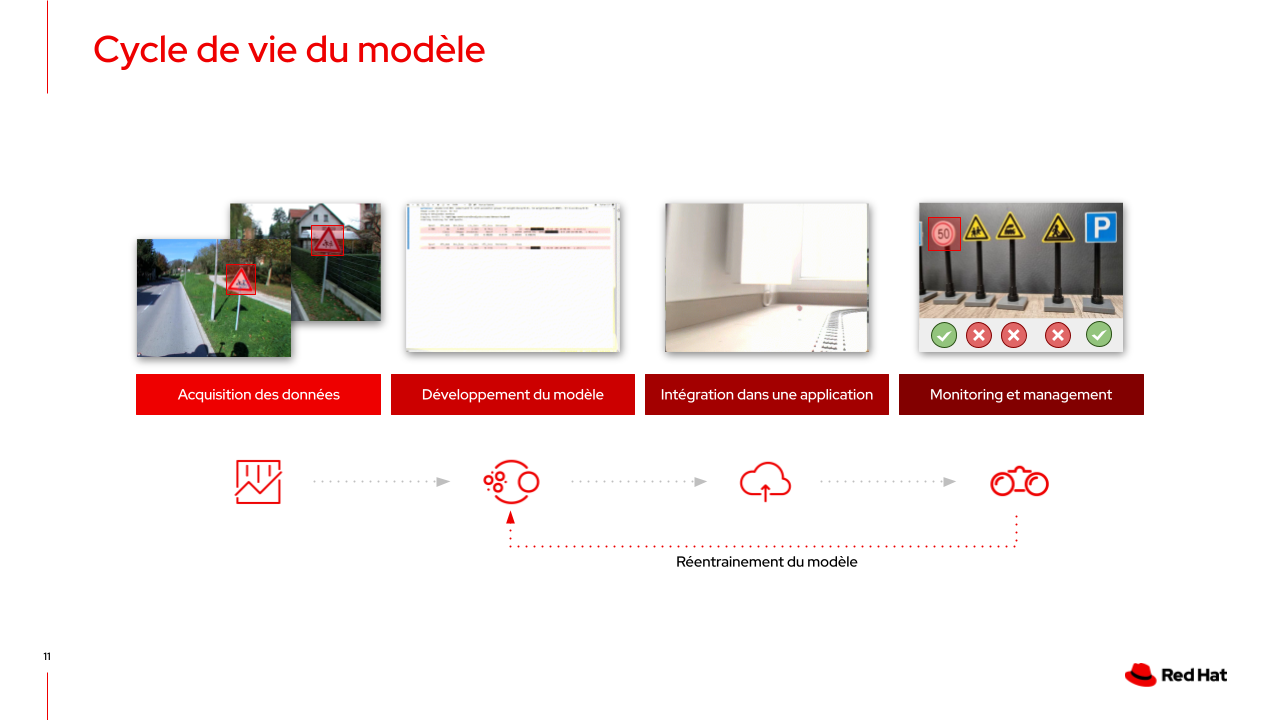 Cycle de vie du modèle
50
P
Acquisition des données
Développement du modèle
Intégration dans une application
Monitoring et management
Réentrainement du modèle
11
Red Hat